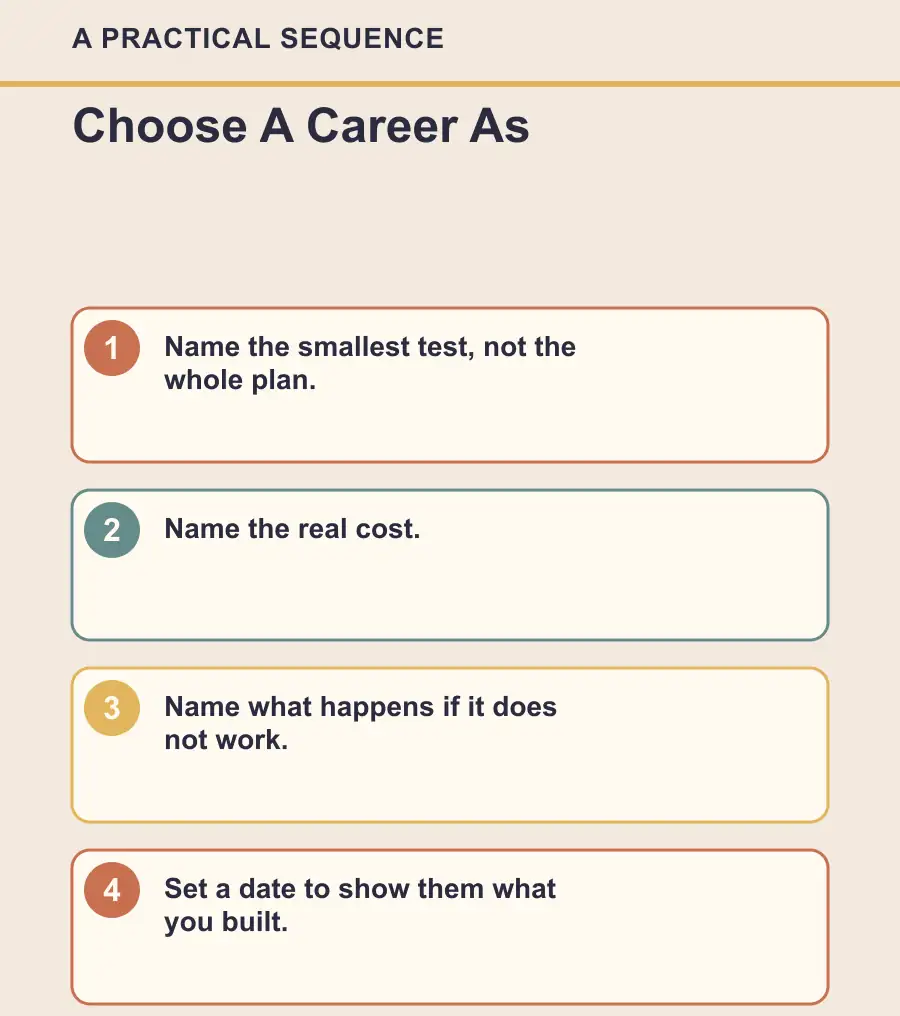 A PRACTICAL SEQUENCE
Choose A Career As
1
Name the smallest test, not the
whole plan.
2
Name the real cost.
3
Name what happens if it does
not work.
4
Set a date to show them what
you built.